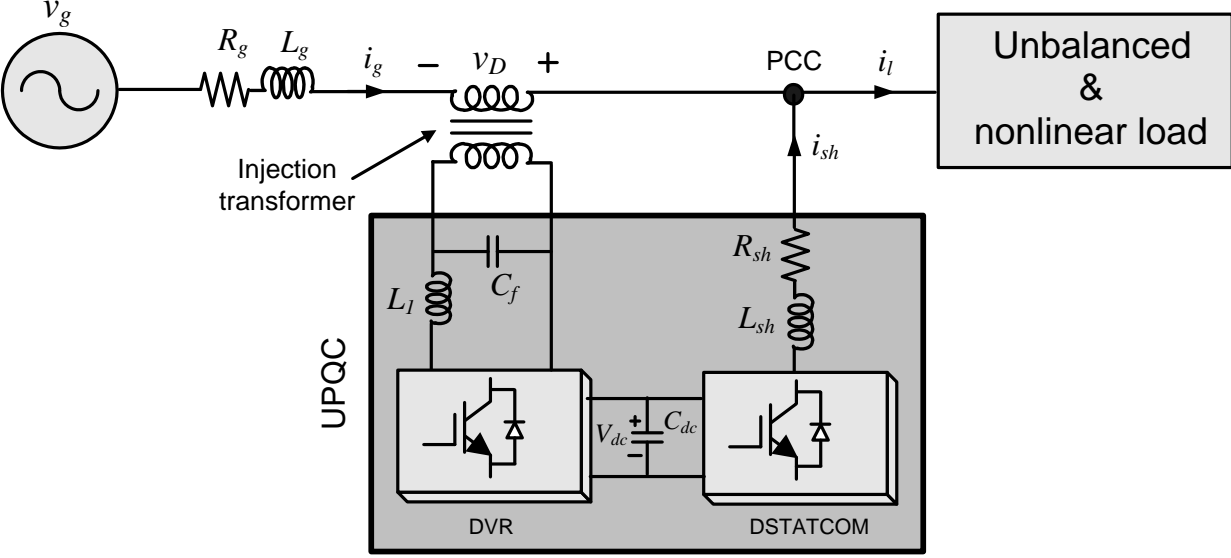 v_g
R_g
L_g
i_g
− v_D +
PCC
i_l
Unbalanced
&
nonlinear load
Injection
transformer
i_sh
R_sh
C_f
L_1
L_sh
UPQC
V_dc
+
−
C_dc
DVR
DSTATCOM